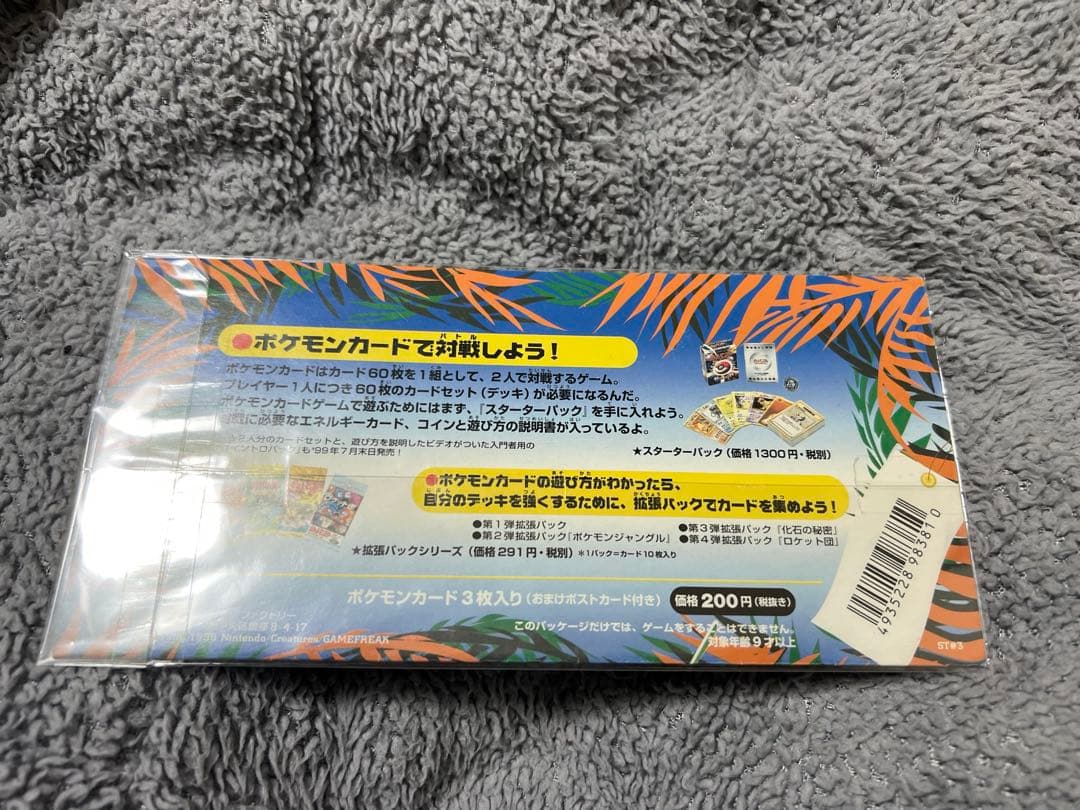 ●ポケモンカードで対戦しよう！
ポケモンカードはカード60枚を1組として、2人で対戦するゲーム。
プレイヤー1人につき60枚のカードセット(デッキ)が必要になるんだ。
ポケモンカードゲームで遊ぶためにはまず、『スターターパック』を手に入れよう。
対戦に必要なエネルギーカード、コインと遊び方の説明書が入っているよ。
2人分のカードセットと、遊び方を説明したビデオがついた入門者用の
イントロパック』も'99年7月末日発売！
★スターターパック(価格1300円・税別)
●ポケモンカードの遊び方がわかったら、
自分のデッキを強くするために、拡張パックでカードを集めよう！
●第1弾拡張パック
●第2弾拡張パック『ポケモンジャングル』
●第3弾拡張パック『化石の秘密』
●第4弾拡張パック『ロケット団』
★拡張パックシリーズ(価格291円・税別) ＊1パック=カード10枚入り
ポケモンカード3枚入り(おまけポストカード付き) 価格200円(税抜き)
このパッケージだけでは、ゲームをすることはできません。
対象年齢9才以上
8-4-17
Nintendo/Creatures/GAMEFREAK
4935228983810
ST#3